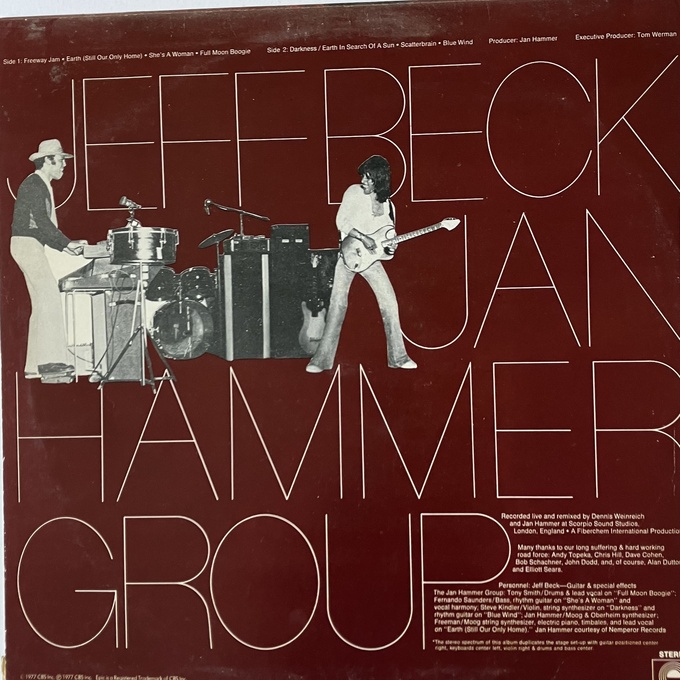 Side 1: Freeway Jam • Earth (Still Our Only Home) • She's A Woman • Full Moon Boogie Side 2: Darkness / Earth In Search Of A Sun • Scatterbrain • Blue Wind Producer: Jan Hammer Executive Producer: Tom Werman
JEFF BECK
JAN
HAMMER
GROUP
Recorded live and remixed by Dennis Weinreich
and Jan Hammer at Scorpio Sound Studios,
London, England • A Fiberchem International Productio
Many thanks to our long suffering & hard working
road force: Andy Topeka, Chris Hill, Dave Cohen,
Bob Schachner, John Dodd, and, of course, Alan Dutto
and Elliott Sears.
Personnel: Jeff Beck—Guitar & special effects
The Jan Hammer Group: Tony Smith/Drums & lead vocal on "Full Moon Boogie";
Fernando Saunders/Bass, rhythm guitar on "She's A Woman" and
vocal harmony; Steve Kindler/Violin, string synthesizer on "Darkness" and
rhythm guitar on "Blue Wind"; Jan Hammer/Moog & Oberheim synthesizer;
Freeman/Moog string synthesizer, electric piano, timbales, and lead vocal
on "Earth (Still Our Only Home)." Jan Hammer courtesy of Nemperor Records
*The stereo spectrum of this album duplicates the stage set-up with guitar positioned center
right, keyboards center left, violin right & drums and bass center.
STERE
© 1977 CBS Inc. ℗ 1977 CBS Inc. Epic is a Registered Trademark of CBS Inc.